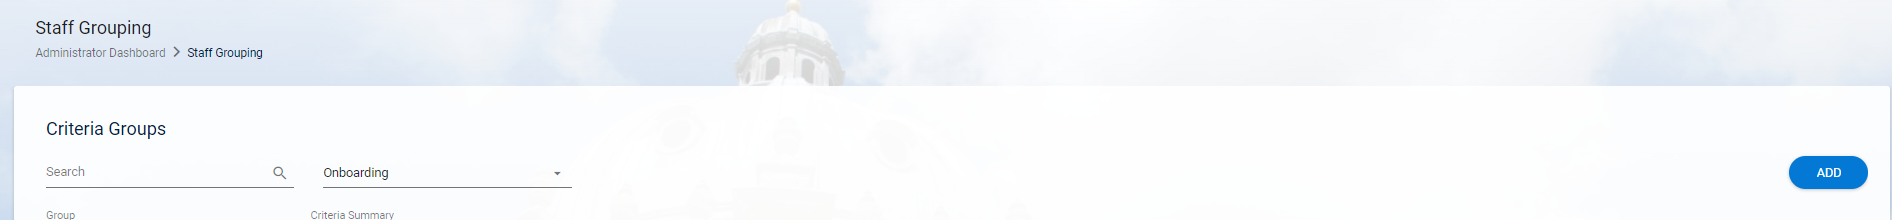 Staff Grouping
Administrator Dashboard > Staff Grouping
Criteria Groups
Search
Onboarding
ADD
Group
Criteria Summary